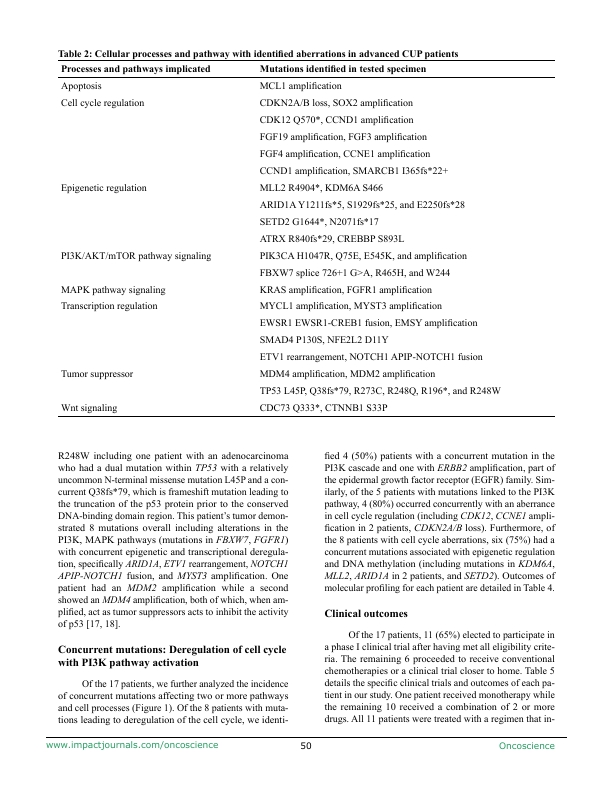 Table 2: Cellular processes and pathway with identified aberrations in advanced CUP patients
Processes and pathways implicated Mutations identified in tested specimen
Apoptosis MCL1 amplification
Cell cycle regulation CDKN2A/B loss, SOX2 amplification
CDK12 Q570*, CCND1 amplification
FGF19 amplification, FGF3 amplification
FGF4 amplification, CCNE1 amplification
CCND1 amplification, SMARCB1 I365fs*22+
Epigenetic regulation MLL2 R4904*, KDM6A S466
ARID1A Y1211fs*5, S1929fs*25, and E2250fs*28
SETD2 G1644*, N2071fs*17
ATRX R840fs*29, CREBBP S893L
PI3K/AKT/mTOR pathway signaling PIK3CA H1047R, Q75E, E545K, and amplification
FBXW7 splice 726+1 G>A, R465H, and W244
MAPK pathway signaling KRAS amplification, FGFR1 amplification
Transcription regulation MYCL1 amplification, MYST3 amplification
EWSR1 EWSR1-CREB1 fusion, EMSY amplification
SMAD4 P130S, NFE2L2 D11Y
ETV1 rearrangement, NOTCH1 APIP-NOTCH1 fusion
Tumor suppressor MDM4 amplification, MDM2 amplification
TP53 L45P, Q38fs*79, R273C, R248Q, R196*, and R248W
Wnt signaling CDC73 Q333*, CTNNB1 S33P
R248W including one patient with an adenocarcinoma
who had a dual mutation within TP53 with a relatively
uncommon N-terminal missense mutation L45P and a con-
current Q38fs*79, which is frameshift mutation leading to
the truncation of the p53 protein prior to the conserved
DNA-binding domain region. This patient's tumor demon-
strated 8 mutations overall including alterations in the
PI3K, MAPK pathways (mutations in FBXW7, FGFR1)
with concurrent epigenetic and transcriptional deregula-
tion, specifically ARID1A, ETV1 rearrangement, NOTCH1
APIP-NOTCH1 fusion, and MYST3 amplification. One
patient had an MDM2 amplification while a second
showed an MDM4 amplification, both of which, when am-
plified, act as tumor suppressors acts to inhibit the activity
of p53 [17, 18].
Concurrent mutations: Deregulation of cell cycle
with PI3K pathway activation
Of the 17 patients, we further analyzed the incidence
of concurrent mutations affecting two or more pathways
and cell processes (Figure 1). Of the 8 patients with muta-
tions leading to deregulation of the cell cycle, we identi-
fied 4 (50%) patients with a concurrent mutation in the
PI3K cascade and one with ERBB2 amplification, part of
the epidermal growth factor receptor (EGFR) family. Sim-
ilarly, of the 5 patients with mutations linked to the PI3K
pathway, 4 (80%) occurred concurrently with an aberrance
in cell cycle regulation (including CDK12, CCNE1 ampli-
fication in 2 patients, CDKN2A/B loss). Furthermore, of
the 8 patients with cell cycle aberrations, six (75%) had a
concurrent mutations associated with epigenetic regulation
and DNA methylation (including mutations in KDM6A,
MLL2, ARID1A in 2 patients, and SETD2). Outcomes of
molecular profiling for each patient are detailed in Table 4.
Clinical outcomes
Of the 17 patients, 11 (65%) elected to participate in
a phase I clinical trial after having met all eligibility crite-
ria. The remaining 6 proceeded to receive conventional
chemotherapies or a clinical trial closer to home. Table 5
details the specific clinical trials and outcomes of each pa-
tient in our study. One patient received monotherapy while
the remaining 10 received a combination of 2 or more
drugs. All 11 patients were treated with a regimen that in-
www.impactjournals.com/oncoscience 50 Oncoscience